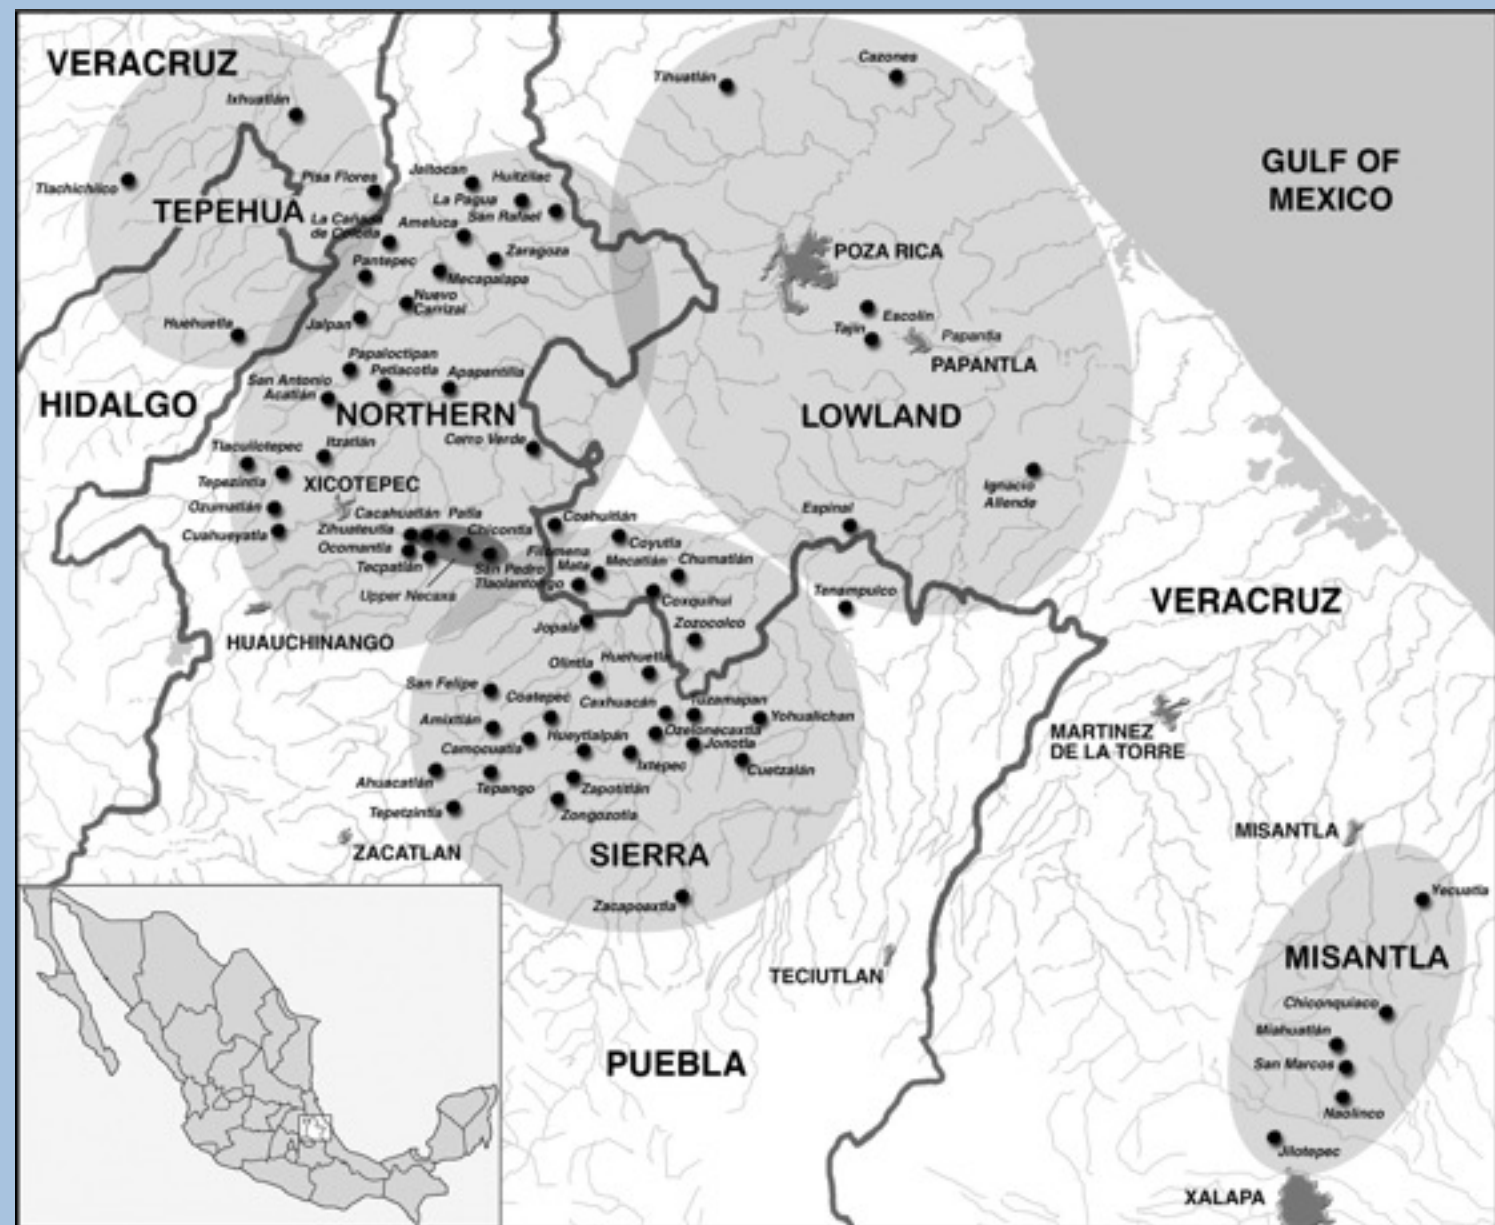 VERACRUZ
Ixhuatlán
Tlachichilco
TEPEHUA
Pisa Flores
La Cañada
de Colotla
Huehuetla
HIDALGO
Jaltocan
Huitzilac
La Pagua
San Rafael
Ameluca
Zaragoza
Pantepec
Mecapalapa
Nuevo
Carrizal
Jalpan
Papaloctipan
Petlacotla
Apapantilla
San Antonio
Acatlán
NORTHERN
Cerro Verde
Itzatlán
Tlacuilotepec
Tepezintla
XICOTEPEC
Ozumatlán
Cuahueyatla
Cacahuatlán
Patla
Zihuateutla
Chicontla
Ocomantla
Tecpatlán
San Pedro
Tlaolantongo
Upper Necaxa
HUAUCHINANGO
Tihuatlán
Cazones
GULF OF
MEXICO
POZA RICA
Escolín
Tajín
Papantla
PAPANTLA
LOWLAND
Ignacio
Allende
Espinal
Coahuitlán
Coyutla
Filomena
Mata
Mecatlán
Chumatlán
Coxquihui
Tenampulco
Jopala
Zozocolco
VERACRUZ
Olintla
Huehuetla
San Felipe
Coatepec
Caxhuacán
Tuzamapan
Yohualichan
Amixtlán
Camocuatla
Hueytlalpán
Ozelonecaxtla
Jonotla
Ixtepec
Cuetzalán
Ahuacatlán
Tepango
Zapotitlán
Tepetzintla
Zongozotla
ZACATLAN
SIERRA
Zacapoaxtla
MARTINEZ
DE LA TORRE
MISANTLA
Yecuatla
TECIUTLAN
MISANTLA
Chiconquiaco
Miahuatlán
San Marcos
Naolinco
Jilotepec
PUEBLA
XALAPA